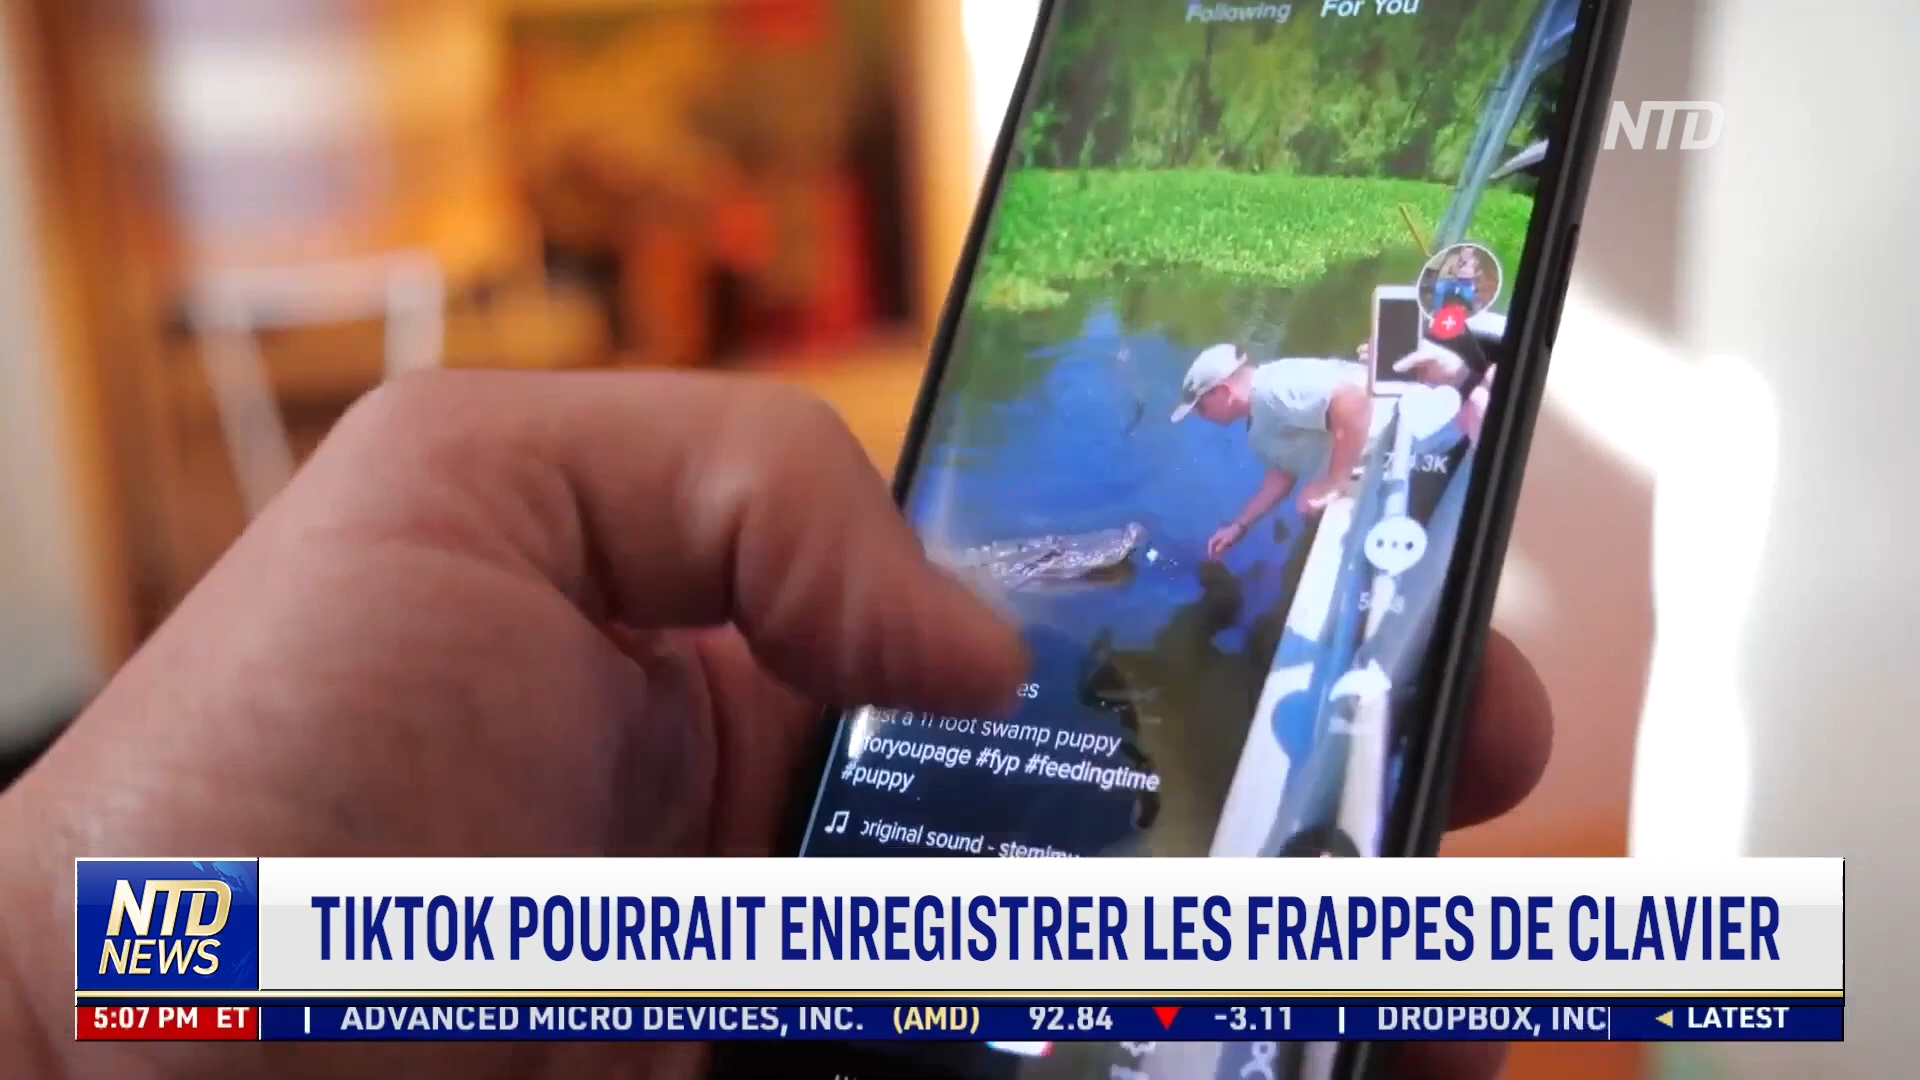 Following For You
NTD
.3K
es
a 11 foot swamp puppy
foryoupage #fyp #feedingtime
#puppy
original sound -
NTD
NEWS
TIKTOK POURRAIT ENREGISTRER LES FRAPPES DE CLAVIER
5:07 PM ET | ADVANCED MICRO DEVICES, INC. (AMD) 92.84 ▼ -3.11 | DROPBOX, INC ◄ LATEST